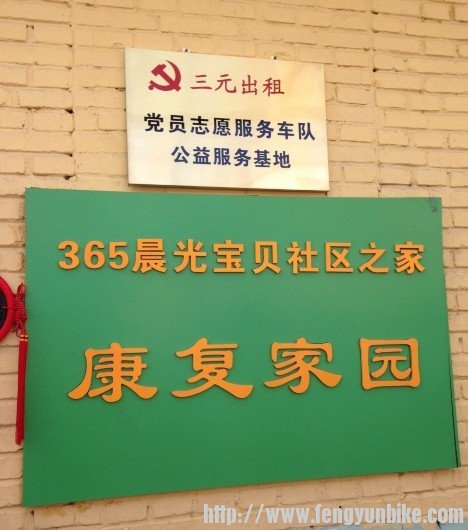 三元出租
党员志愿服务车队
公益服务基地
365晨光宝贝社区之家
康复家园
http://www.fengyunbike.com